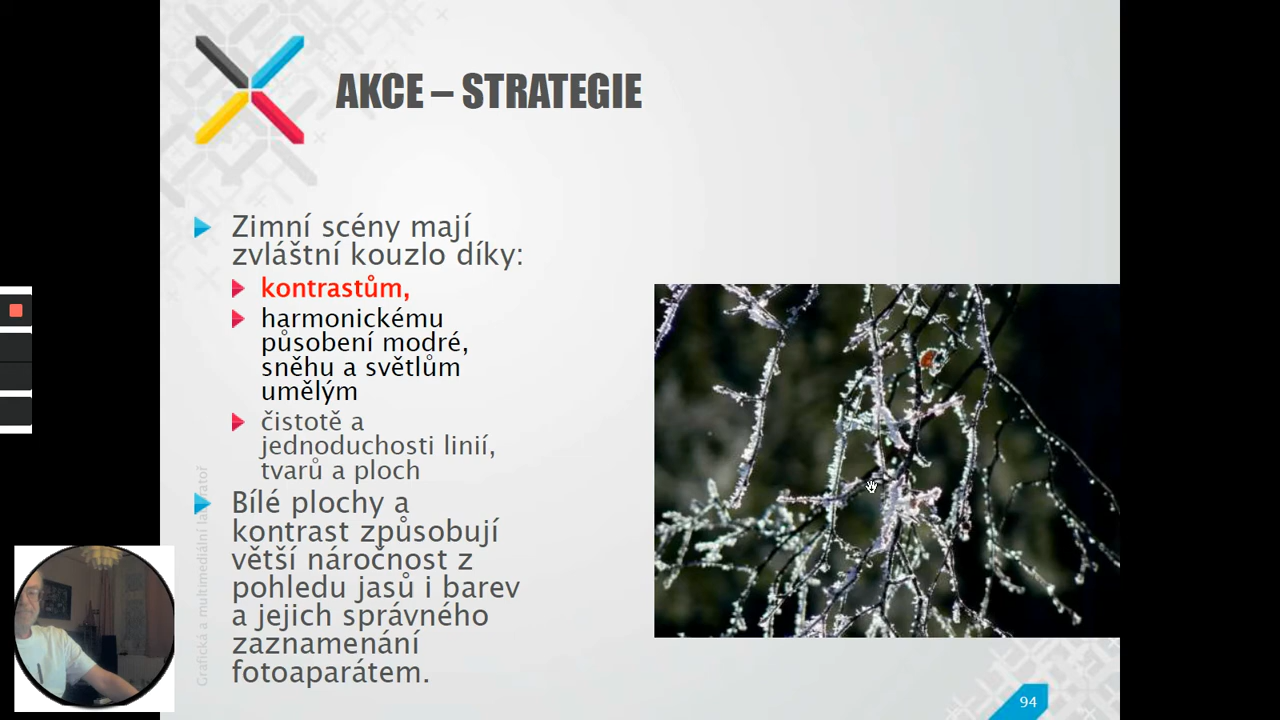 AKCE – STRATEGIE
Zimní scény mají
zvláštní kouzlo díky:
kontrastům,
harmonickému
působení modré,
sněhu a světlům
umělým
čistotě a
jednoduchosti linií,
tvarů a ploch
Bílé plochy a
kontrast způsobují
větší náročnost z
pohledu jasů i barev
a jejich správného
zaznamenání
fotoaparátem.
Grafická a multimediální laboratoř
94